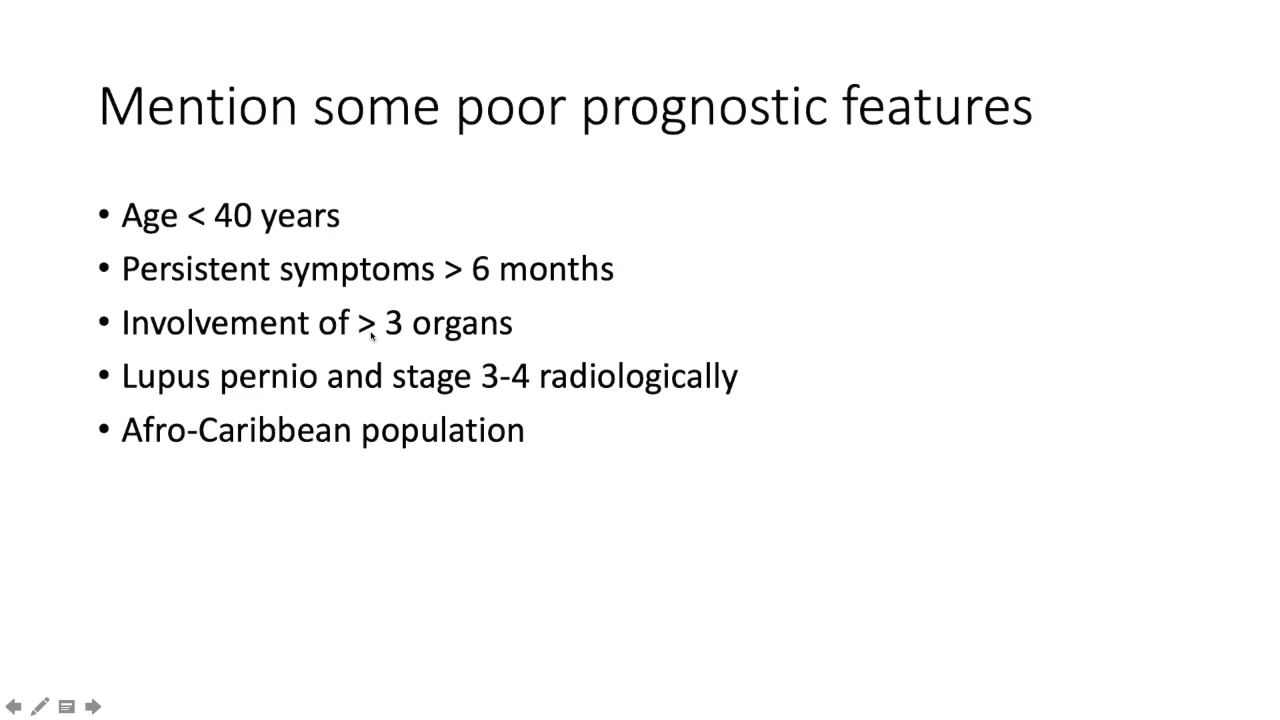 Mention some poor prognostic features
• Age < 40 years
• Persistent symptoms > 6 months
• Involvement of > 3 organs
• Lupus pernio and stage 3-4 radiologically
• Afro-Caribbean population